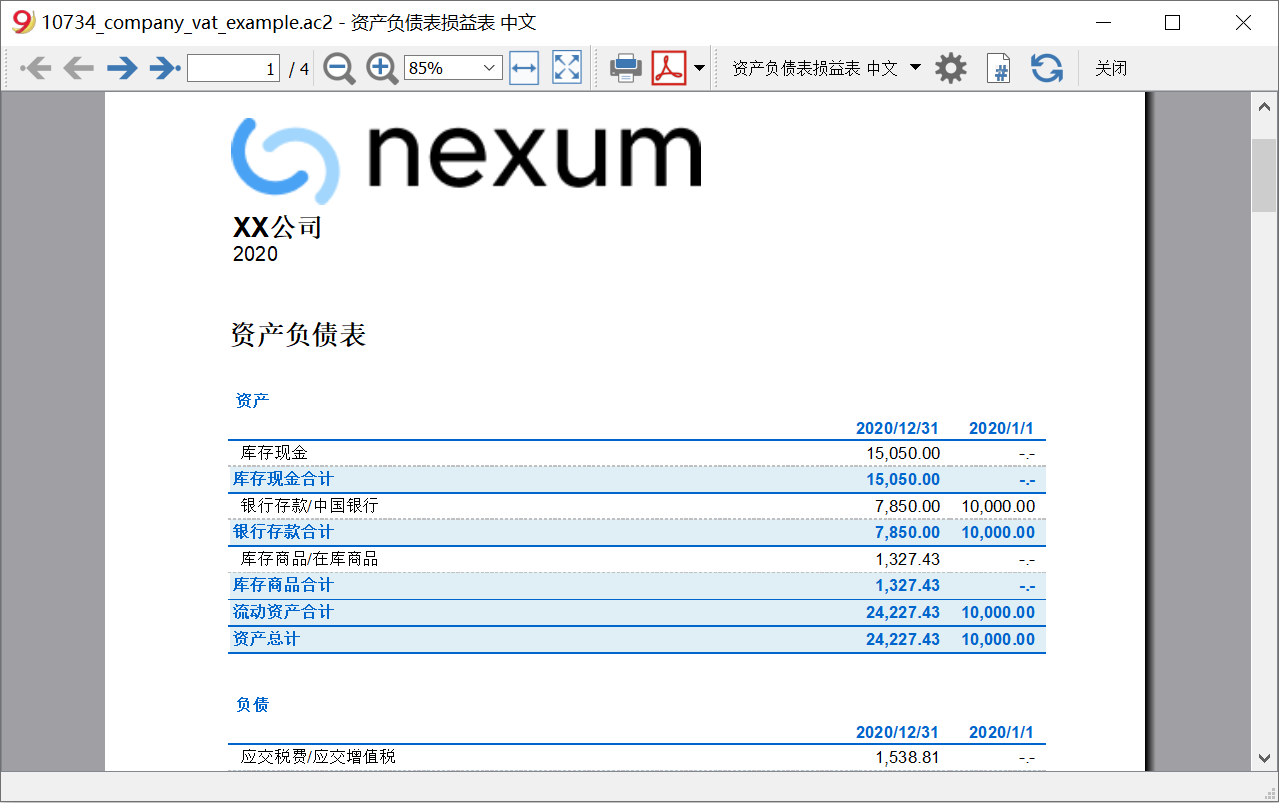 10734_company_vat_example.ac2 - 资产负债表损益表 中文
1 / 4 85% 资产负债表损益表 中文 # 关闭
nexum
XX公司
2020
资产负债表
资产
2020/12/31 2020/1/1
库存现金 15,050.00 -.-
库存现金合计 15,050.00 -.-
银行存款/中国银行 7,850.00 10,000.00
银行存款合计 7,850.00 10,000.00
库存商品/在库商品 1,327.43 -.-
库存商品合计 1,327.43 -.-
流动资产合计 24,227.43 10,000.00
资产总计 24,227.43 10,000.00
负债
2020/12/31 2020/1/1
应交税费/应交增值税 1,538.81 -.-